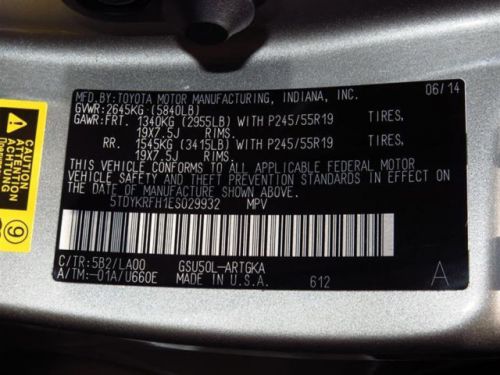 MFD. BY: TOYOTA MOTOR MANUFACTURING, INDIANA, INC. 06/14
GVWR: 2645KG (5840LB)
GAWR: FRT. 1340KG (2955LB) WITH P245/55R19 TIRES.
19X7.5J RIMS.
RR. 1545KG (3415LB) WITH P245/55R19 TIRES.
19X7.5J RIMS.
THIS VEHICLE CONFORMS TO ALL APPLICABLE FEDERAL MOTOR
VEHICLE SAFETY AND THEFT PREVENTION STANDARDS IN EFFECT ON
THE DATE OF MANUFACTURE SHOWN ABOVE.
5TDYKRFH1ES029932 MPV
C/TR: 5B2/LA00 GSU50L-ARTGKA A
A/TM: -01A/U660E MADE IN U.S.A. 612
CAUTION
ATTENTION
ACHTUNG
9